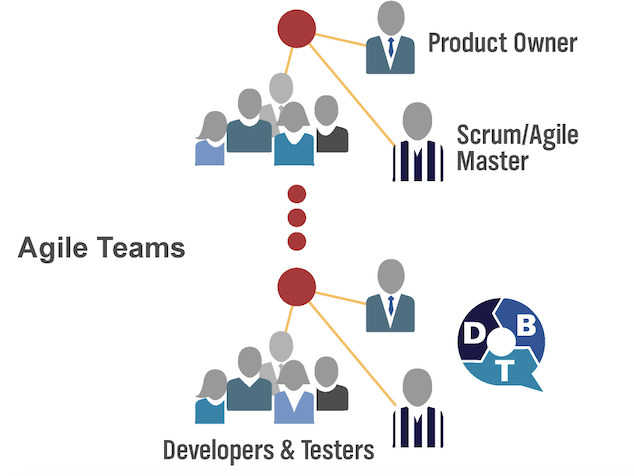 Product Owner
Scrum/Agile
Master
Agile Teams
D B
T
Developers & Testers